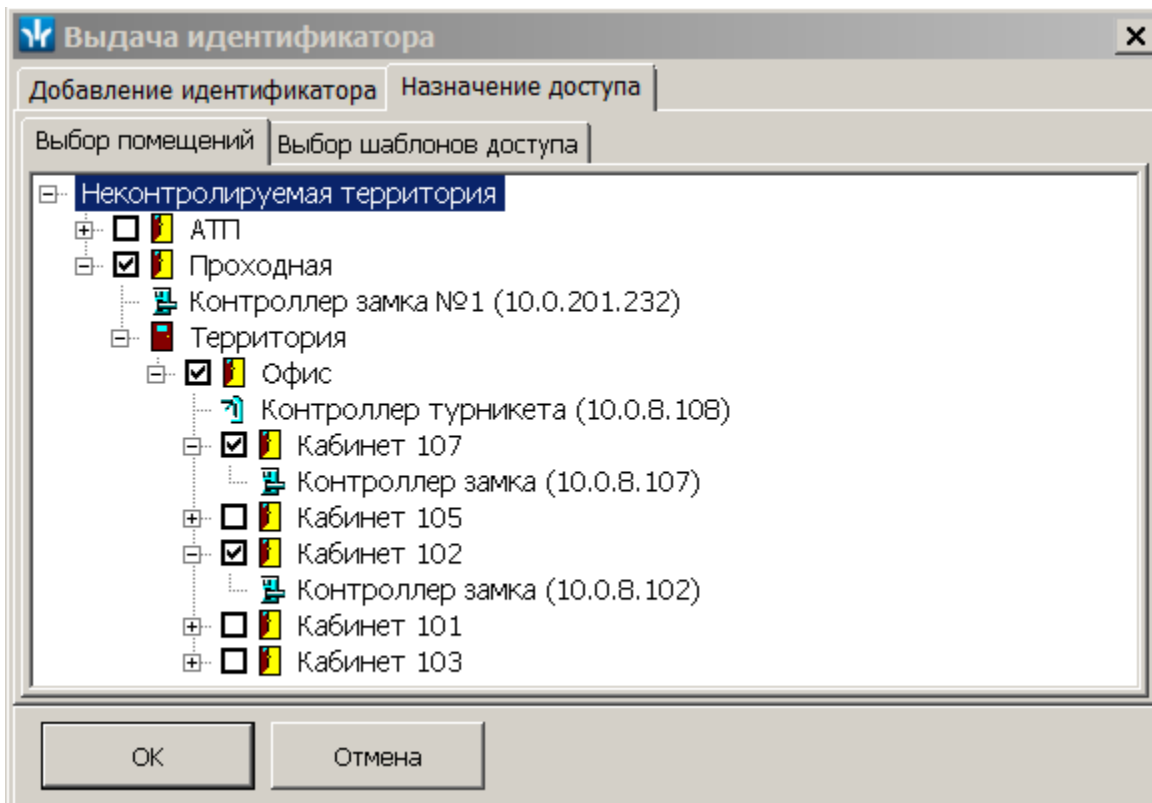 Выдача идентификатора
Добавление идентификатора Назначение доступа
Выбор помещений Выбор шаблонов доступа
Неконтролируемая территория
АТП
Проходная
Контроллер замка №1 (10.0.201.232)
Территория
Офис
Контроллер турникета (10.0.8.108)
Кабинет 107
Контроллер замка (10.0.8.107)
Кабинет 105
Кабинет 102
Контроллер замка (10.0.8.102)
Кабинет 101
Кабинет 103
OK Отмена